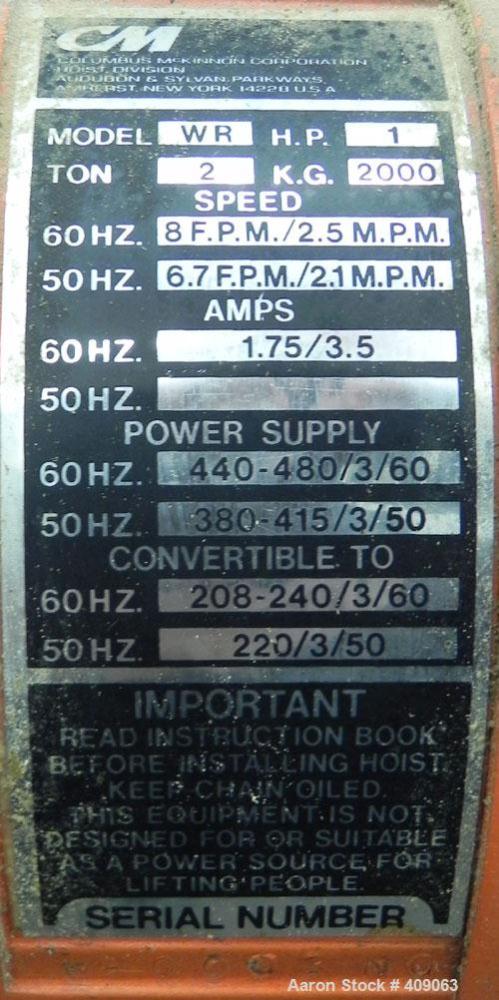 CM
COLUMBUS McKINNON CORPORATION
HOIST DIVISION
AUDUBON & SYLVAN PARKWAYS
AMHERST, NEW YORK 14228 U.S.A
MODEL WR H.P. 1
TON 2 K.G. 2000
SPEED
60 HZ. 8 F.P.M./2.5 M.P.M.
50 HZ. 6.7 F.P.M./2.1 M.P.M.
AMPS
60 HZ. 1.75/3.5
50 HZ.
POWER SUPPLY
60 HZ. 440-480/3/60
50 HZ. 380-415/3/50
CONVERTIBLE TO
60 HZ. 208-240/3/60
50 HZ. 220/3/50
IMPORTANT
READ INSTRUCTION BOOK
BEFORE INSTALLING HOIST.
KEEP CHAIN OILED.
THIS EQUIPMENT IS NOT
DESIGNED FOR OR SUITABLE
AS A POWER SOURCE FOR
LIFTING PEOPLE.
SERIAL NUMBER
Aaron Stock # 409063